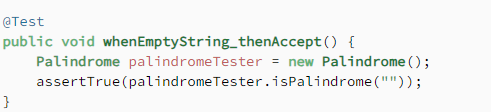 @Test
public void whenEmptyString_thenAccept() {
    Palindrome palindromeTester = new Palindrome();
    assertTrue(palindromeTester.isPalindrome(""));
}